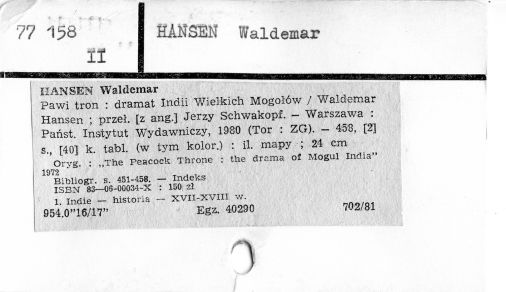 77 158
II
HANSEN Waldemar
HANSEN Waldemar
Pawi tron : dramat Indii Wielkich Mogołów / Waldemar
Hansen ; przeł. [z ang.] Jerzy Schwakopf. — Warszawa :
Państ. Instytut Wydawniczy, 1980 (Tor : ZG). — 458, [2]
s., [40] k. tabl. (w tym kolor.) : il. mapy ; 24 cm
Oryg. : „The Peacock Throne : the drama of Mogul India"
1972
Bibliogr. s. 451-458. — Indeks
ISBN 83—06-00034-X : 150 zł
1. Indie — historia — XVII-XVIII w.
954.0"16/17" Egz. 40290 702/81